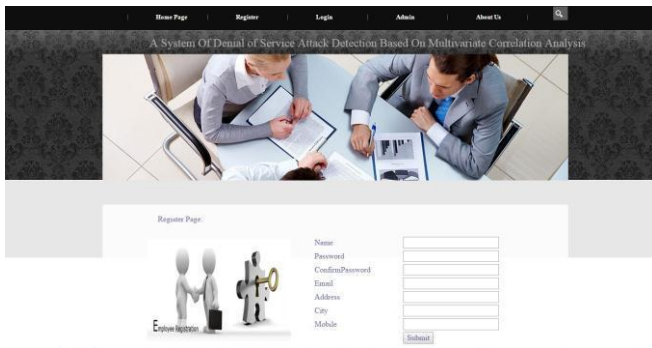 Home Page Register Login Admin About Us
A System Of Denial of Service Attack Detection Based On Multivariate Correlation Analysis
Register Page:
Name
Password
ConfirmPassword
Email
Address
City
Mobile
Submit
Employee Registration